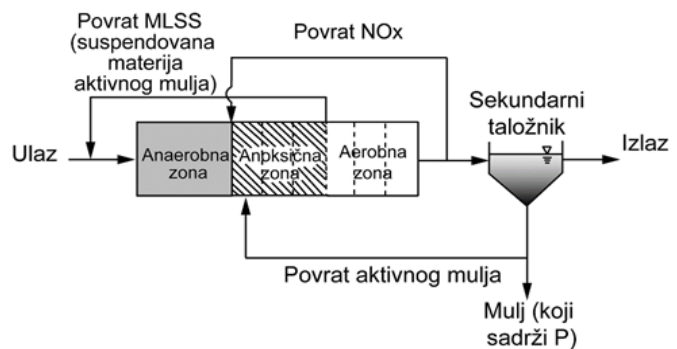 Povrat MLSS
(suspendovana
materija
aktivnog mulja)
Povrat NOx
Sekundarni
taložnik
Ulaz
Anaerobna
zona
Anpksična
zona
Aerobna
zona
Izlaz
Povrat aktivnog mulja
Mulj (koji
sadrži P)